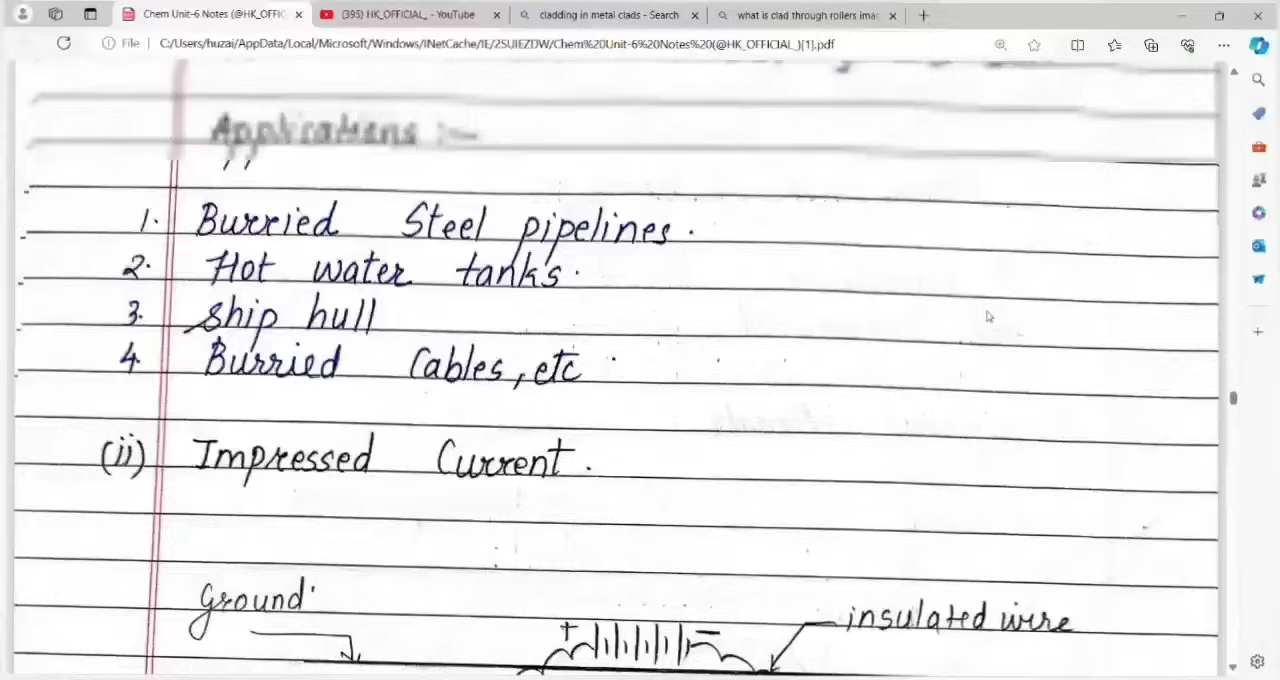 Chem Unit-6 Notes (@HK_OFFIC
(395) HK_OFFICIAL_ - YouTube
cladding in metal clads - Search
what is clad through rollers ima
File
C:/Users/huzai/AppData/Local/Microsoft/Windows/INetCache/IE/2SUIEZDW/Chem%20Unit-6%20Notes%20(@HK_OFFICIAL_)[1].pdf
Applications :-
1. Burried Steel pipelines.
2. Hot water tanks.
3. Ship hull
4. Burried Cables, etc.
(ii) Impressed Current.
Ground
insulated wire
+ -